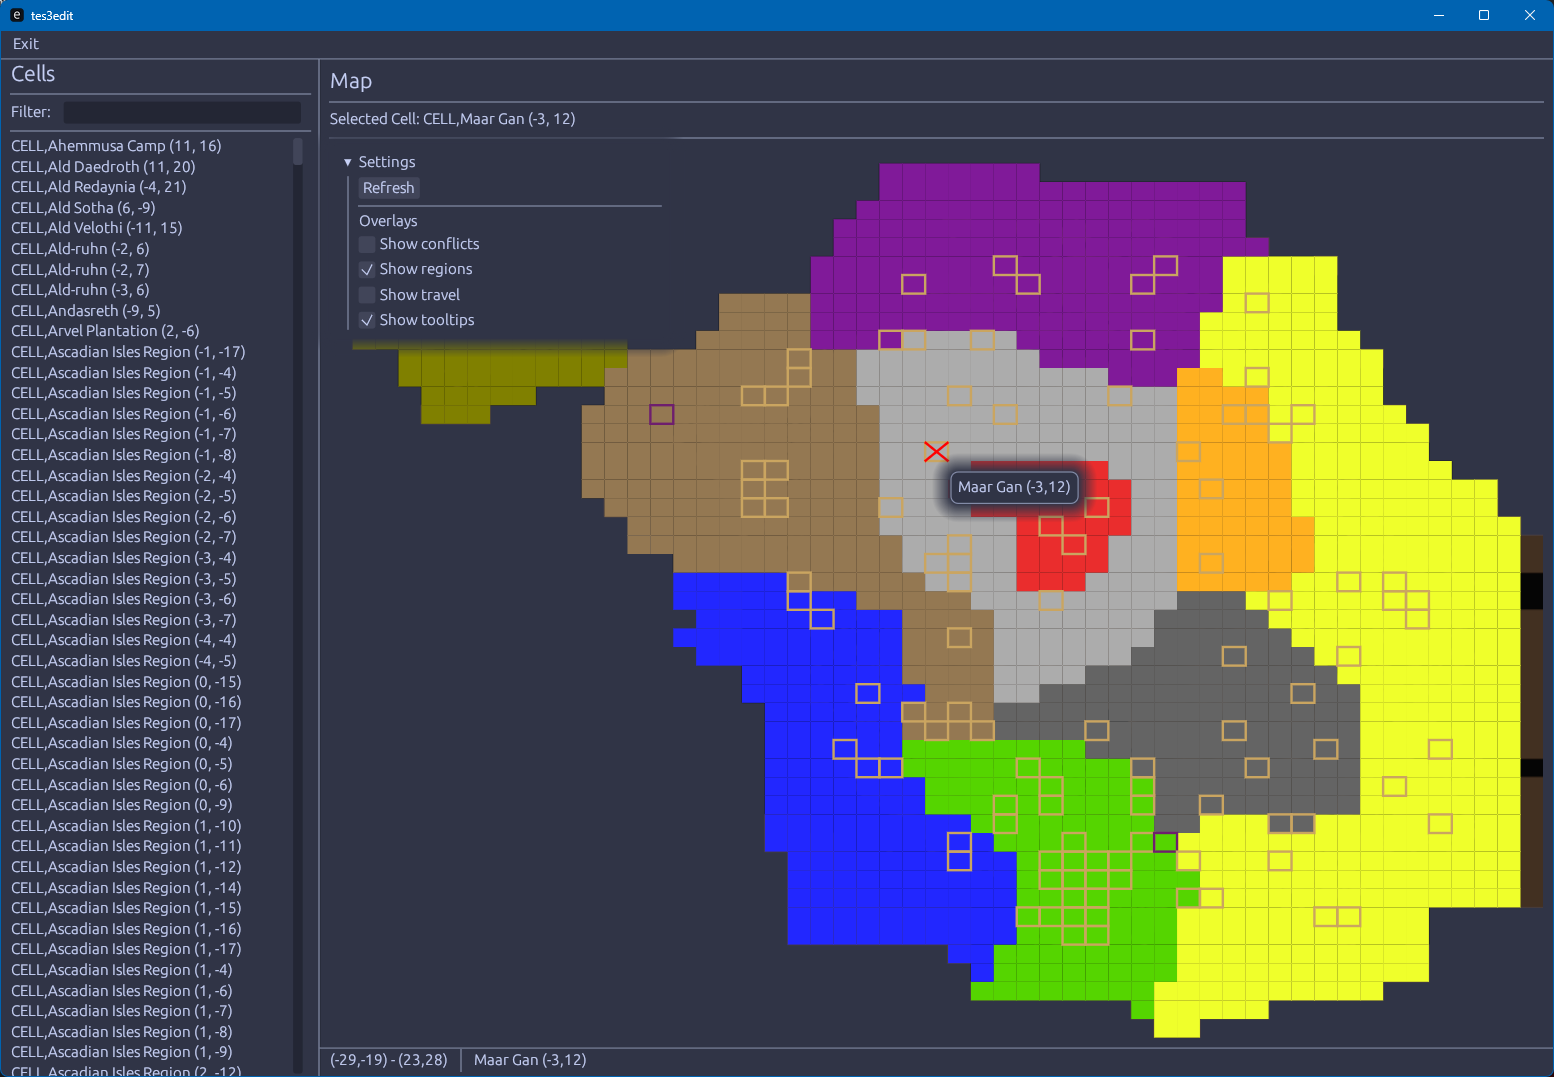 tes3edit
Exit
Cells
Filter:
CELL,Ahemmusa Camp (11, 16)
CELL,Ald Daedroth (11, 20)
CELL,Ald Redaynia (-4, 21)
CELL,Ald Sotha (6, -9)
CELL,Ald Velothi (-11, 15)
CELL,Ald-ruhn (-2, 6)
CELL,Ald-ruhn (-2, 7)
CELL,Ald-ruhn (-3, 6)
CELL,Andasreth (-9, 5)
CELL,Arvel Plantation (2, -6)
CELL,Ascadian Isles Region (-1, -17)
CELL,Ascadian Isles Region (-1, -4)
CELL,Ascadian Isles Region (-1, -5)
CELL,Ascadian Isles Region (-1, -6)
CELL,Ascadian Isles Region (-1, -7)
CELL,Ascadian Isles Region (-1, -8)
CELL,Ascadian Isles Region (-2, -4)
CELL,Ascadian Isles Region (-2, -5)
CELL,Ascadian Isles Region (-2, -6)
CELL,Ascadian Isles Region (-2, -7)
CELL,Ascadian Isles Region (-3, -4)
CELL,Ascadian Isles Region (-3, -5)
CELL,Ascadian Isles Region (-3, -6)
CELL,Ascadian Isles Region (-3, -7)
CELL,Ascadian Isles Region (-4, -4)
CELL,Ascadian Isles Region (-4, -5)
CELL,Ascadian Isles Region (0, -15)
CELL,Ascadian Isles Region (0, -16)
CELL,Ascadian Isles Region (0, -17)
CELL,Ascadian Isles Region (0, -4)
CELL,Ascadian Isles Region (0, -5)
CELL,Ascadian Isles Region (0, -6)
CELL,Ascadian Isles Region (0, -9)
CELL,Ascadian Isles Region (1, -10)
CELL,Ascadian Isles Region (1, -11)
CELL,Ascadian Isles Region (1, -12)
CELL,Ascadian Isles Region (1, -14)
CELL,Ascadian Isles Region (1, -15)
CELL,Ascadian Isles Region (1, -16)
CELL,Ascadian Isles Region (1, -17)
CELL,Ascadian Isles Region (1, -4)
CELL,Ascadian Isles Region (1, -6)
CELL,Ascadian Isles Region (1, -7)
CELL,Ascadian Isles Region (1, -8)
CELL,Ascadian Isles Region (1, -9)
CELL,Ascadian Isles Region (2, -12)
Map
Selected Cell: CELL,Maar Gan (-3, 12)
Settings
Refresh
Overlays
Show conflicts
Show regions
Show travel
Show tooltips
Maar Gan (-3,12)
(-29,-19) - (23,28)
Maar Gan (-3,12)